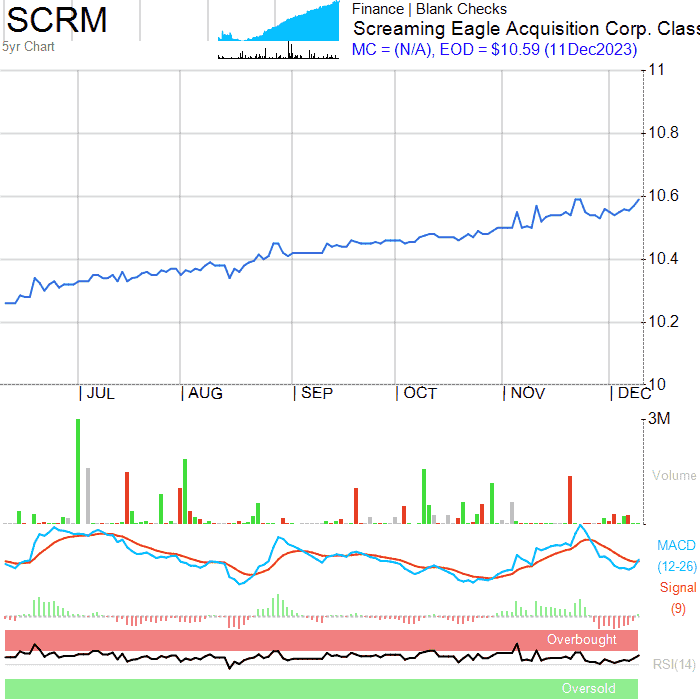 SCRM
5yr Chart
Finance | Blank Checks
Screaming Eagle Acquisition Corp. Class
MC = (N/A), EOD = $10.59 (11Dec2023)
11
10.8
10.6
10.4
10.2
10
| JUL | AUG | SEP | OCT | NOV | DEC
3M
Volume
MACD
(12-26)
Signal
(9)
Overbought
RSI(14)
Oversold